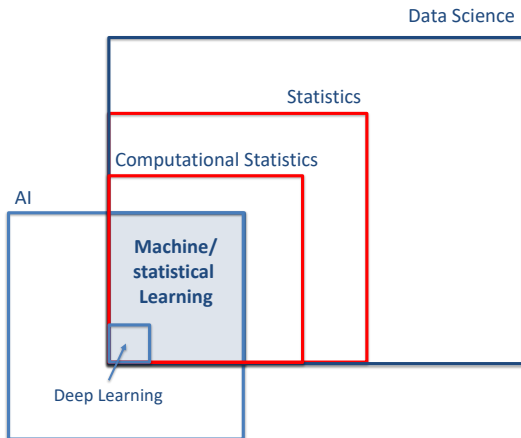 Data Science
Statistics
Computational Statistics
AI
Machine/
statistical
Learning
Deep Learning